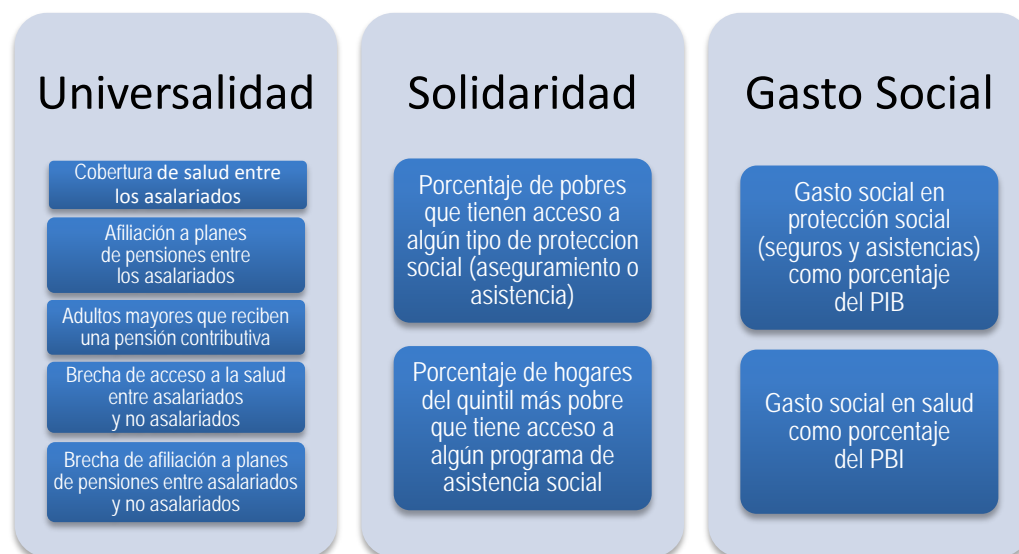 Universalidad
Cobertura de salud entre
los asalariados
Afiliación a planes
de pensiones entre
los asalariados
Adultos mayores que reciben
una pensión contributiva
Brecha de acceso a la salud
entre asalariados
y no asalariados
Brecha de afiliación a planes
de pensiones entre asalariados
y no asalariados
Solidaridad
Porcentaje de pobres
que tienen acceso a
algún tipo de proteccion
social (aseguramiento o
asistencia)
Porcentaje de hogares
del quintil más pobre
que tiene acceso a
algún programa de
asistencia social
Gasto Social
Gasto social en
protección social
(seguros y asistencias)
como porcentaje
del PIB
Gasto social en salud
como porcentaje
del PBI